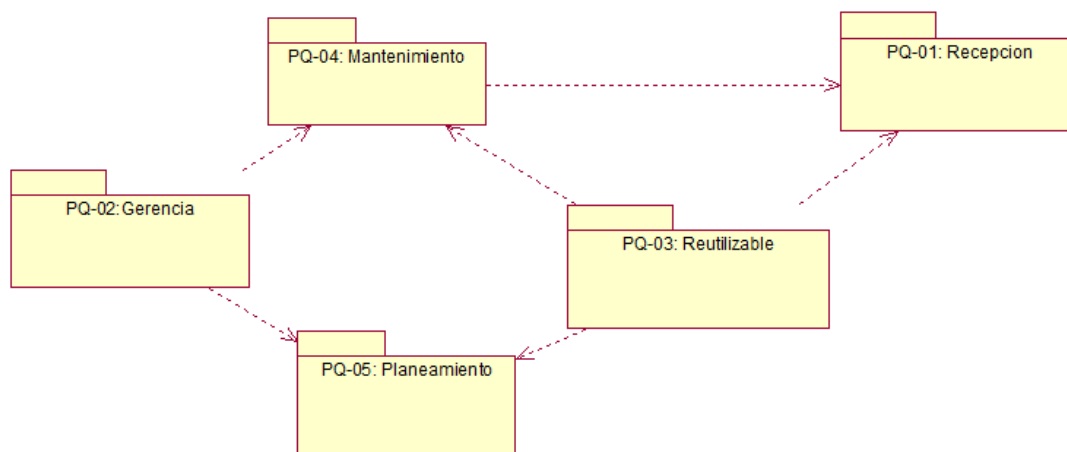 PQ-04: Mantenimiento
PQ-01: Recepcion
PQ-02:Gerencia
PQ-03: Reutilizable
PQ-05: Planeamiento